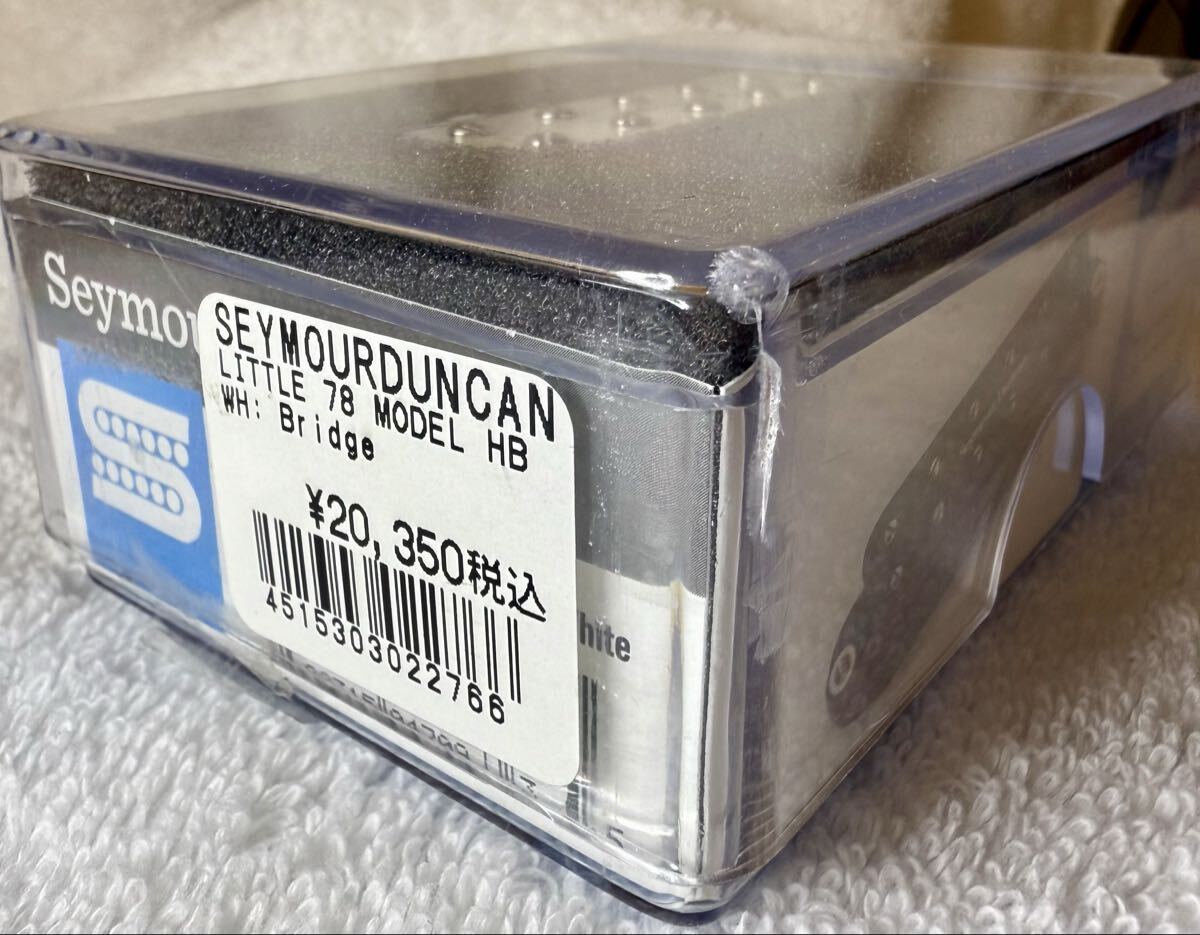 Seymou
SEYMOURDUNCAN
LITTLE 78 MODEL HB
WH: Bridge
¥20,350税込
4515303022766
hite